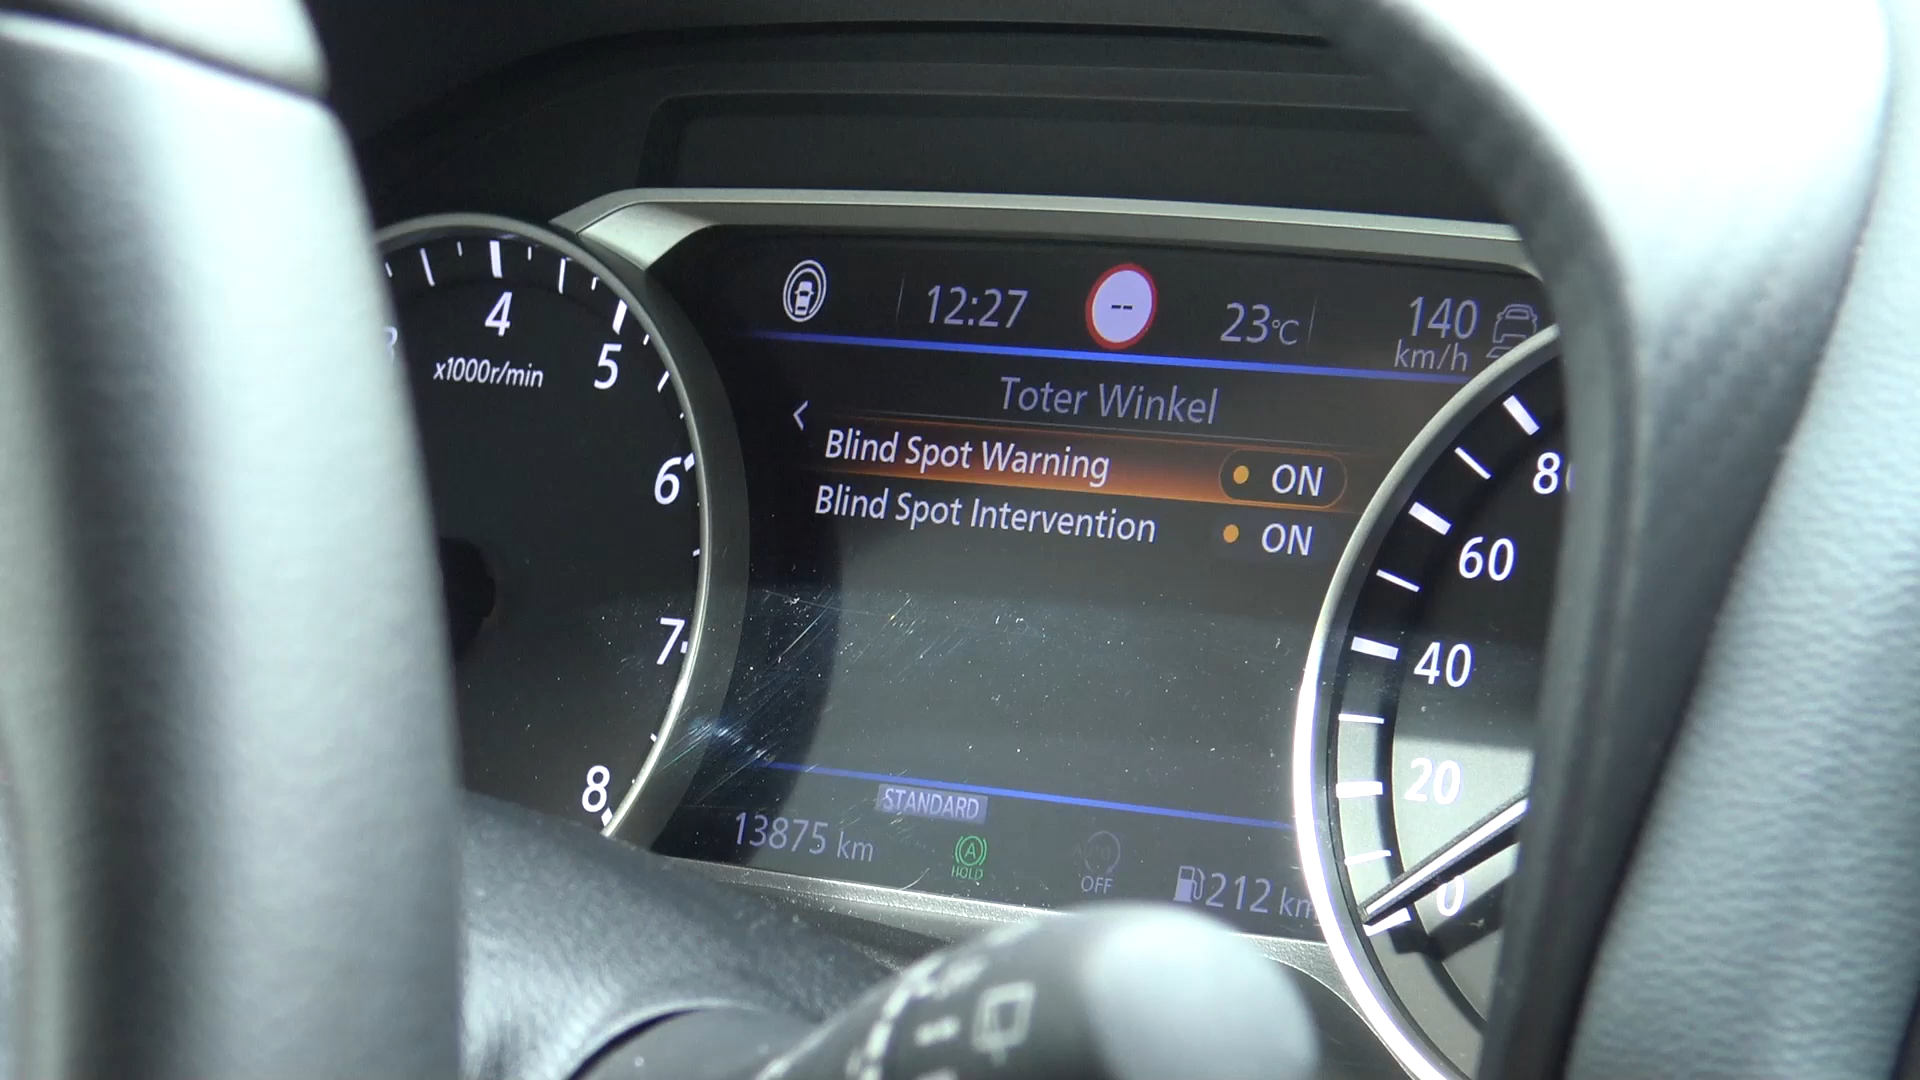 4
x1000r/min
5
6
7
8
12:27
--
23°C
140
km/h
Toter Winkel
Blind Spot Warning ON
Blind Spot Intervention ON
STANDARD
13875 km
A
HOLD
OFF
212 km
60
40
20
0